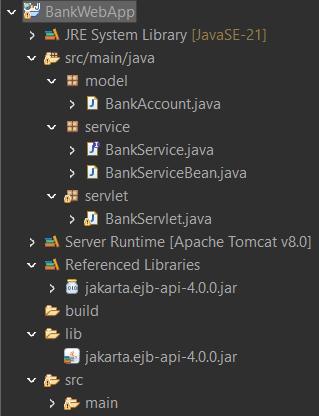 BankWebApp
JRE System Library [JavaSE-21]
src/main/java
model
BankAccount.java
service
BankService.java
BankServiceBean.java
servlet
BankServlet.java
Server Runtime [Apache Tomcat v8.0]
Referenced Libraries
jakarta.ejb-api-4.0.0.jar
build
lib
jakarta.ejb-api-4.0.0.jar
src
main